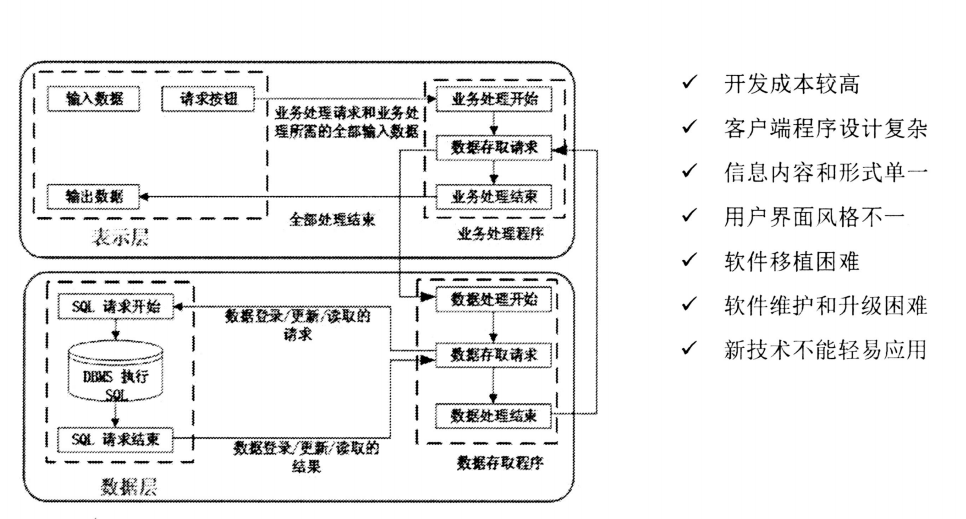 输入数据
请求按钮
业务处理请求和业务处
理所需的全部输入数据
业务处理开始
数据存取请求
业务处理结束
输出数据
全部处理结束
表示层
业务处理程序
SQL 请求开始
DBMS 执行
SQL
SQL 请求结束
数据登录/更新/读取的
请求
数据处理开始
数据存取请求
数据处理结束
数据登录/更新/读取的
结果
数据存取程序
数据层
✓ 开发成本较高
✓ 客户端程序设计复杂
✓ 信息内容和形式单一
✓ 用户界面风格不一
✓ 软件移植困难
✓ 软件维护和升级困难
✓ 新技术不能轻易应用